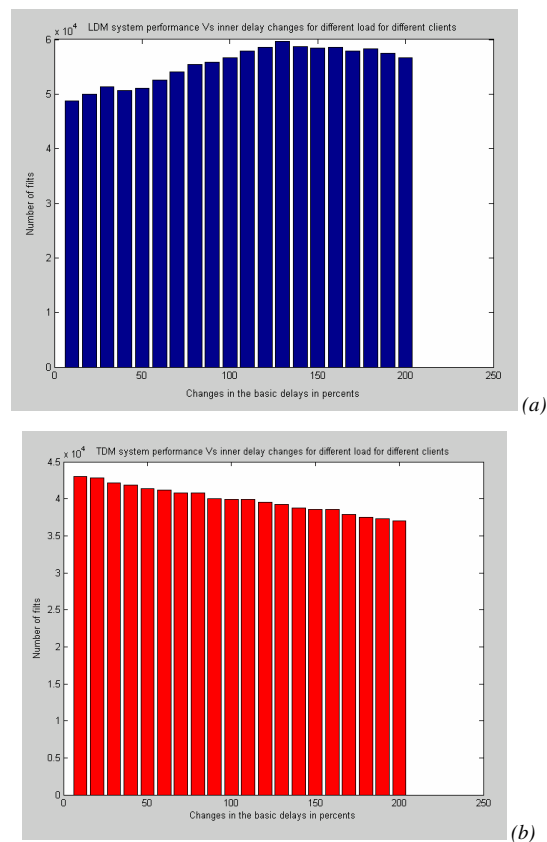 LDM system performance Vs inner delay changes for different load for different clients
x 10^4
6
5
4
3
2
1
0
Number of filts
0 50 100 150 200 250
Changes in the basic delays in percents
(a)
TDM system performance Vs inner delay changes for different load for different clients
x 10^4
4.5
4
3.5
3
2.5
2
1.5
1
0.5
0
Number of filts
0 50 100 150 200 250
Changes in the basic delays in percents
(b)